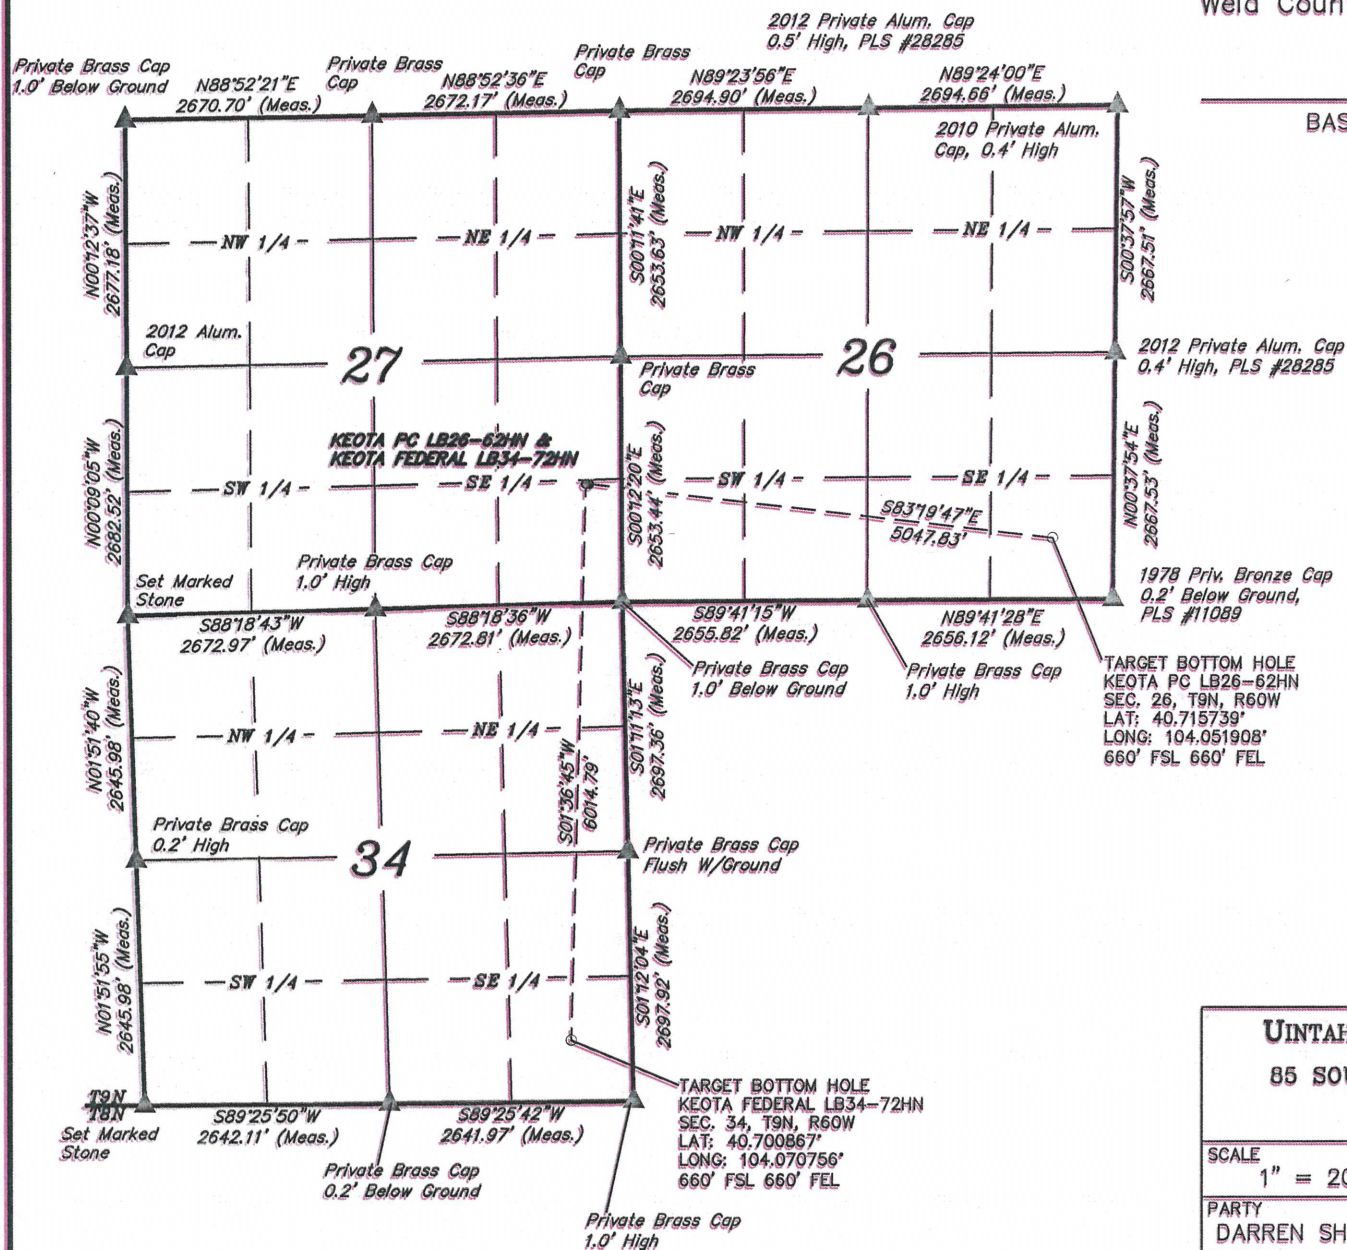 Weld Coun
2012 Private Alum. Cap
0.5' High, PLS #28285
Private Brass Cap
1.0' Below Ground
N88°52'21"E
2670.70' (Meas.)
Private Brass
Cap
N88°52'36"E
2672.17' (Meas.)
Private Brass
Cap
N89°23'56"E
2694.90' (Meas.)
N89°24'00"E
2694.66' (Meas.)
BAS
2010 Private Alum.
Cap, 0.4' High
N00°12'37"W
2677.18' (Meas.)
NW 1/4
NE 1/4
S00°11'41"E
2653.63' (Meas.)
NW 1/4
NE 1/4
S00°37'57"W
2667.51' (Meas.)
2012 Alum.
Cap
27
26
Private Brass
Cap
2012 Private Alum. Cap
0.4' High, PLS #28285
KEOTA PC LB26-62HN &
KEOTA FEDERAL LB34-72HN
N00°09'05"W
2682.52' (Meas.)
SW 1/4
SE 1/4
S00°12'20"E
2653.44' (Meas.)
SW 1/4
SE 1/4
S83°19'47"E
5047.83'
N00°37'54"E
2667.53' (Meas.)
Set Marked
Stone
Private Brass Cap
1.0' High
1978 Priv. Bronze Cap
0.2' Below Ground,
PLS #11089
S88°18'43"W
2672.97' (Meas.)
S88°18'36"W
2672.81' (Meas.)
S89°41'15"W
2655.82' (Meas.)
N89°41'28"E
2656.12' (Meas.)
Private Brass Cap
1.0' Below Ground
Private Brass Cap
1.0' High
TARGET BOTTOM HOLE
KEOTA PC LB26-62HN
SEC. 26, T9N, R60W
LAT: 40.715739°
LONG: 104.051908°
660' FSL 660' FEL
N01°51'40"W
2645.98' (Meas.)
NW 1/4
NE 1/4
S01°11'13"E
2697.36' (Meas.)
S01°36'45"W
6014.79'
Private Brass Cap
0.2' High
34
Private Brass Cap
Flush W/Ground
N01°51'55"W
2645.98' (Meas.)
SW 1/4
SE 1/4
S01°12'04"E
2697.92' (Meas.)
T9N
T8N
Set Marked
Stone
S89°25'50"W
2642.11' (Meas.)
S89°25'42"W
2641.97' (Meas.)
Private Brass Cap
0.2' Below Ground
Private Brass Cap
1.0' High
TARGET BOTTOM HOLE
KEOTA FEDERAL LB34-72HN
SEC. 34, T9N, R60W
LAT: 40.700867°
LONG: 104.070756°
660' FSL 660' FEL
UINTAH
85 SOU
SCALE
1" = 20
PARTY
DARREN SH